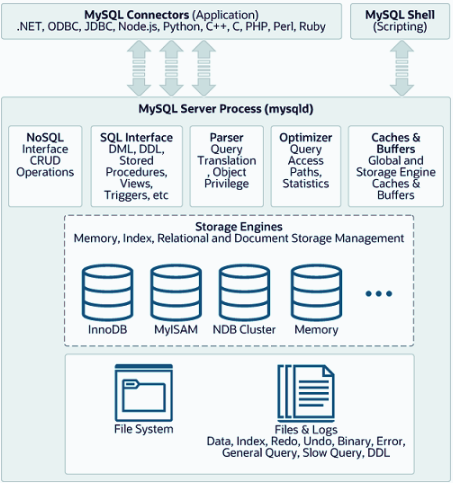 MySQL Connectors (Application)
.NET, ODBC, JDBC, Node.js, Python, C++, C, PHP, Perl, Ruby
MySQL Shell
(Scripting)
MySQL Server Process (mysqld)
NoSQL
Interface
CRUD
Operations
SQL Interface
DML, DDL,
Stored
Procedures,
Views,
Triggers, etc
Parser
Query
Translation
, Object
Privilege
Optimizer
Query
Access
Paths,
Statistics
Caches &
Buffers
Global and
Storage Engine
Caches &
Buffers
Storage Engines
Memory, Index, Relational and Document Storage Management
InnoDB
MyISAM
NDB Cluster
Memory
File System
Files & Logs
Data, Index, Redo, Undo, Binary, Error,
General Query, Slow Query, DDL